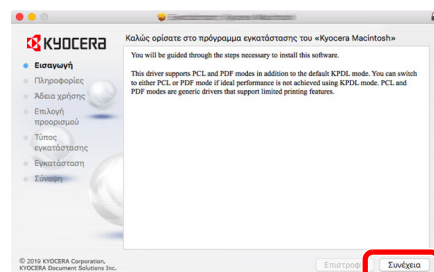 Καλώς ορίσατε στο πρόγραμμα εγκατάστασης του «Kyocera Macintosh»
KYOCERA
Εισαγωγή
Πληροφορίες
Άδεια χρήσης
Επιλογή
προορισμού
Τύπος
εγκατάστασης
Εγκατάσταση
Σύνοψη
You will be guided through the steps necessary to install this software.
This driver supports PCL and PDF modes in addition to the default KPDL mode. You can switch
to either PCL or PDF mode if ideal performance is not achieved using KPDL mode. PCL and
PDF modes are generic drivers that support limited printing features.
© 2019 KYOCERA Corporation,
KYOCERA Document Solutions Inc.
Συνέχεια